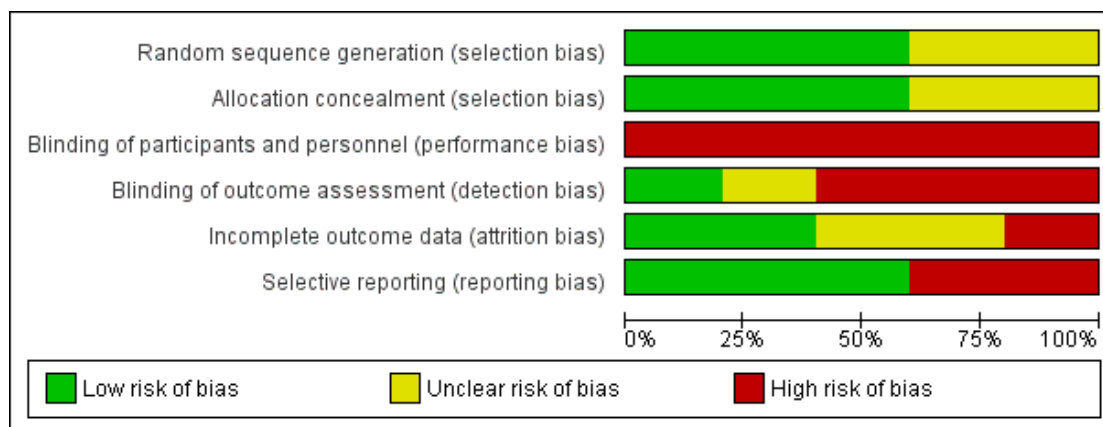 Random sequence generation (selection bias)
Allocation concealment (selection bias)
Blinding of participants and personnel (performance bias)
Blinding of outcome assessment (detection bias)
Incomplete outcome data (attrition bias)
Selective reporting (reporting bias)
0% 25% 50% 75% 100%
Low risk of bias Unclear risk of bias High risk of bias